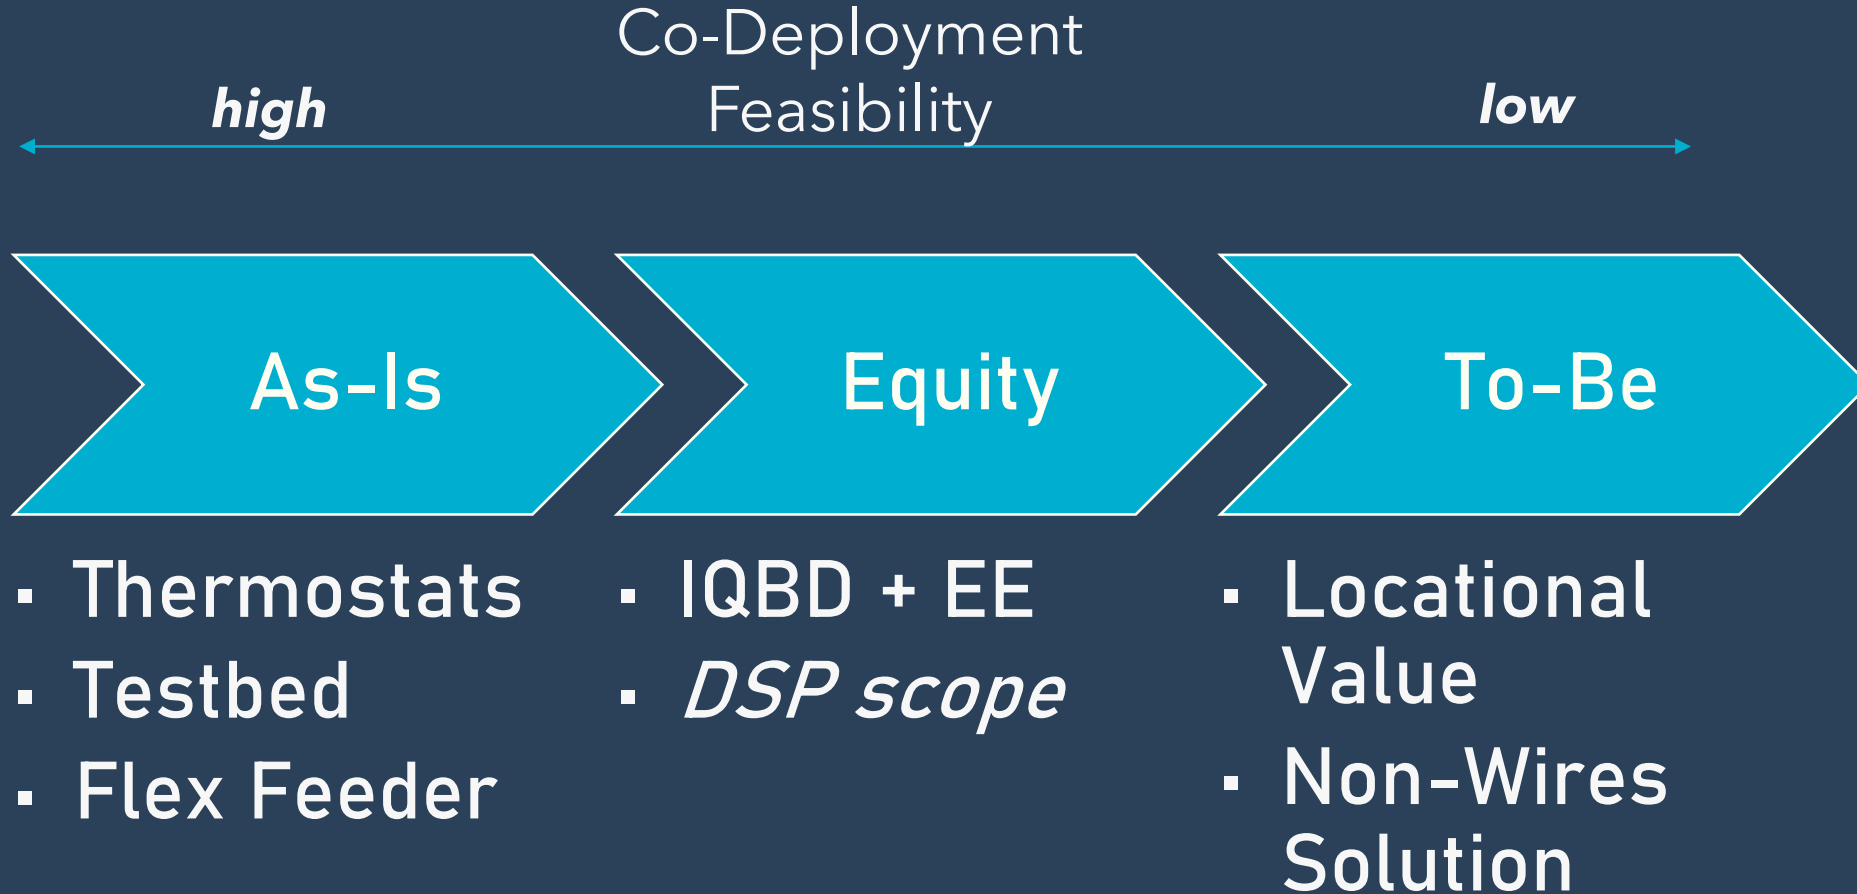 Co-Deployment
Feasibility
high
low
As-Is
Equity
To-Be
▪ Thermostats
▪ Testbed
▪ Flex Feeder
▪ IQBD + EE
▪ DSP scope
▪ Locational
Value
▪ Non-Wires
Solution